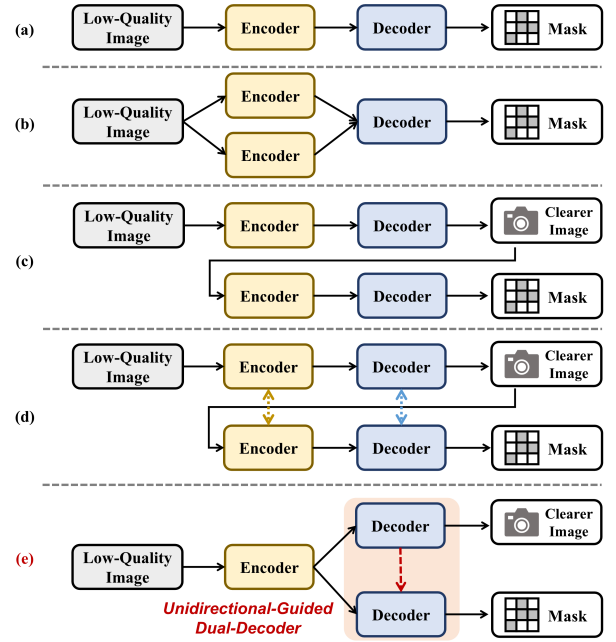 (a)
Low-Quality
Image
Encoder
Decoder
Mask
(b)
Low-Quality
Image
Encoder
Encoder
Decoder
Mask
(c)
Low-Quality
Image
Encoder
Decoder
Clearer
Image
Encoder
Decoder
Mask
(d)
Low-Quality
Image
Encoder
Decoder
Clearer
Image
Encoder
Decoder
Mask
(e)
Low-Quality
Image
Encoder
Decoder
Clearer
Image
Unidirectional-Guided
Dual-Decoder
Decoder
Mask